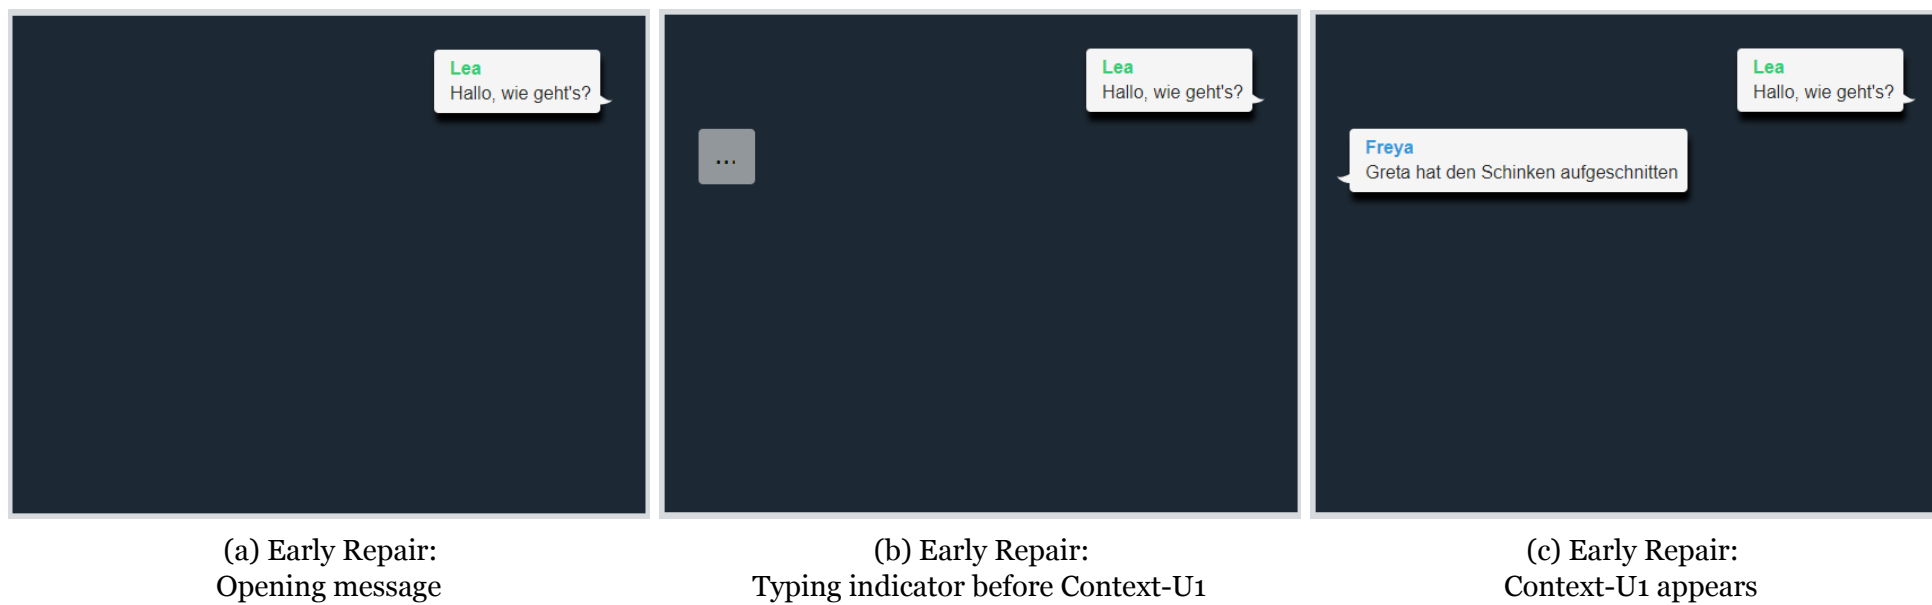 Lea
Hallo, wie geht's?
(a) Early Repair:
Opening message
Lea
Hallo, wie geht's?
...
(b) Early Repair:
Typing indicator before Context-U1
Lea
Hallo, wie geht's?
Freya
Greta hat den Schinken aufgeschnitten
(c) Early Repair:
Context-U1 appears